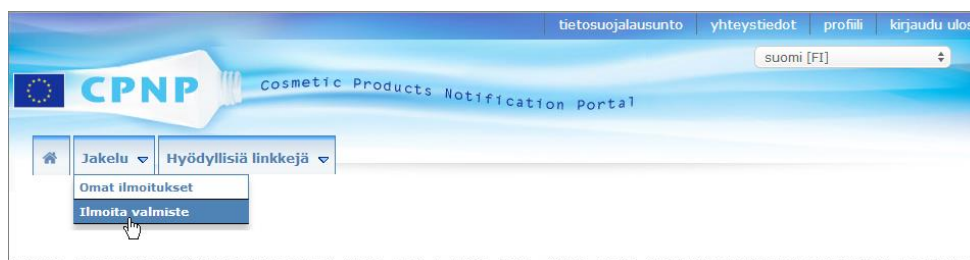 tietosuojalausunto yhteystiedot profiili kirjaudu ulos
suomi [FI]
CPNP
Cosmetic Products Notification Portal
Jakelu Hyödyllisiä linkkejä
Omat ilmoitukset
Ilmoita valmiste